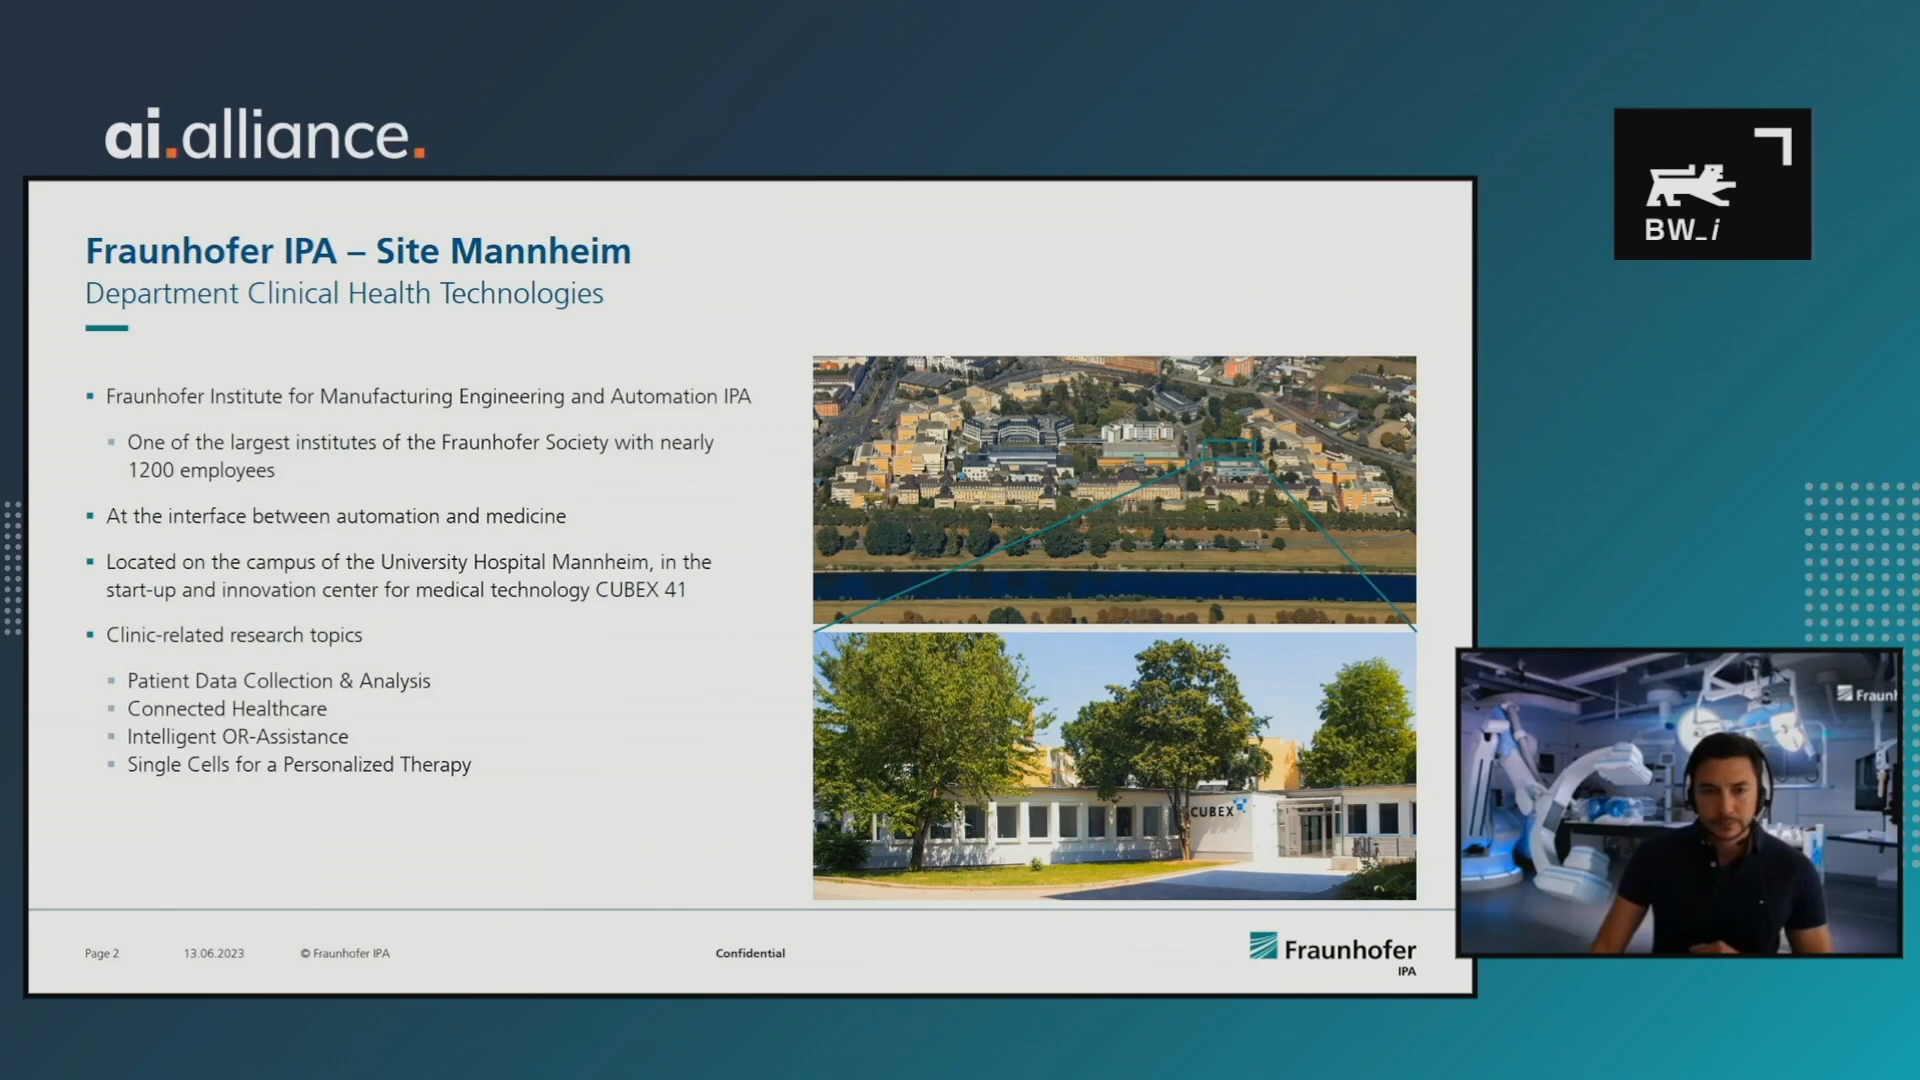 ai.alliance.
BW_i
Fraunhofer IPA – Site Mannheim
Department Clinical Health Technologies
Fraunhofer Institute for Manufacturing Engineering and Automation IPA
One of the largest institutes of the Fraunhofer Society with nearly
1200 employees
At the interface between automation and medicine
Located on the campus of the University Hospital Mannheim, in the
start-up and innovation center for medical technology CUBEX 41
Clinic-related research topics
Patient Data Collection & Analysis
Connected Healthcare
Intelligent OR-Assistance
Single Cells for a Personalized Therapy
CUBEX
Page 2
13.06.2023
© Fraunhofer IPA
Confidential
Fraunhofer
IPA
Fraunh